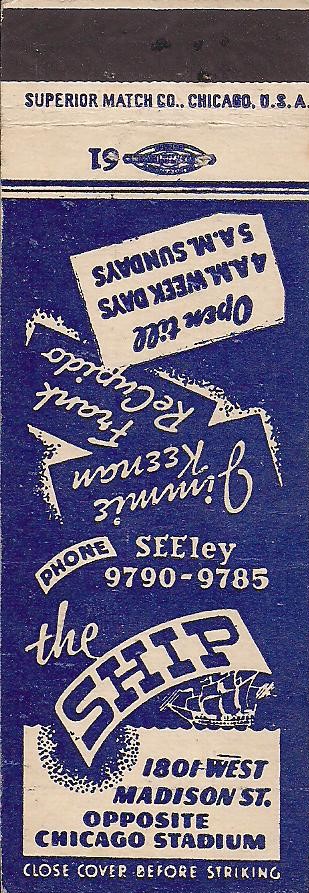 SUPERIOR MATCH CO., CHICAGO, U.S.A.
61
Open till
4 A.M. WEEK DAYS
5 A.M. SUNDAYS
Frank
ReCupido
Jimmie
Keenan
PHONE SEEley
9790-9785
the
SHIP
1801-WEST
MADISON ST.
OPPOSITE
CHICAGO STADIUM
CLOSE COVER BEFORE STRIKING